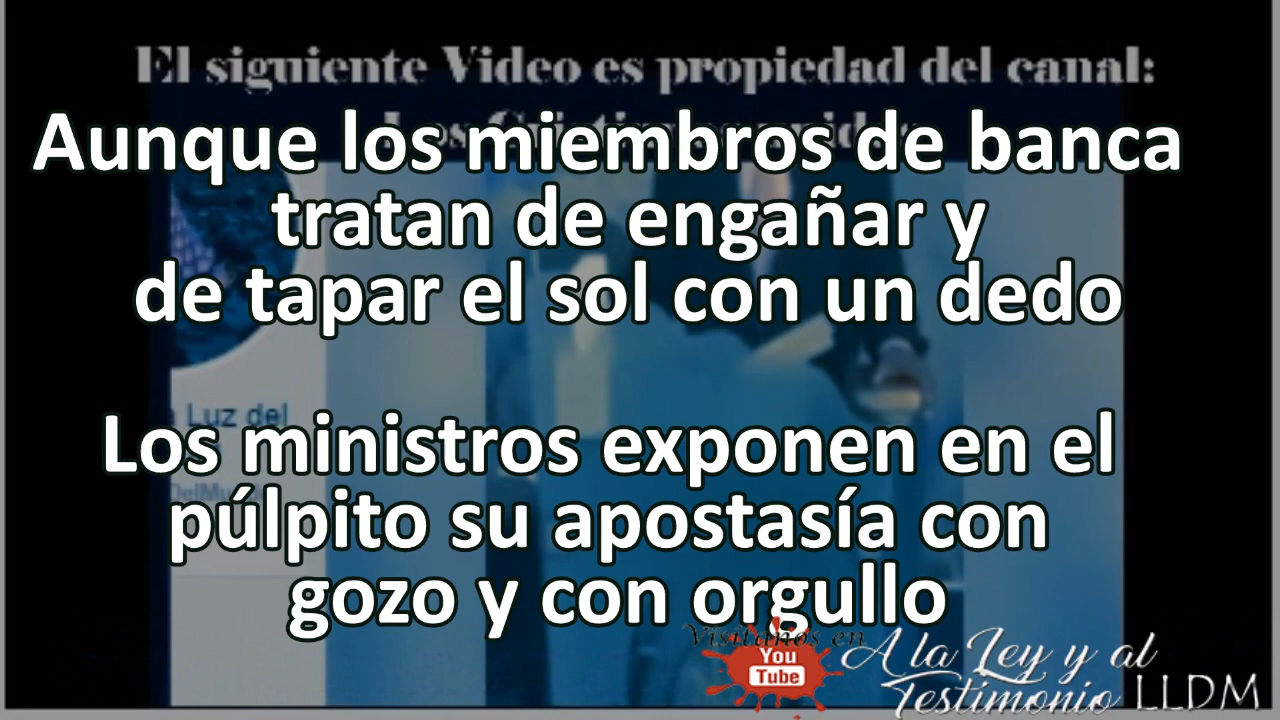 El siguiente Video es propiedad del canal:
Aunque los miembros de banca
tratan de engañar y
de tapar el sol con un dedo
Luz del
Los ministros exponen en el
púlpito su apostasía con
gozo y con orgullo
Visítanos en
You
Tube
A la Ley y al
Testimonio LLDM